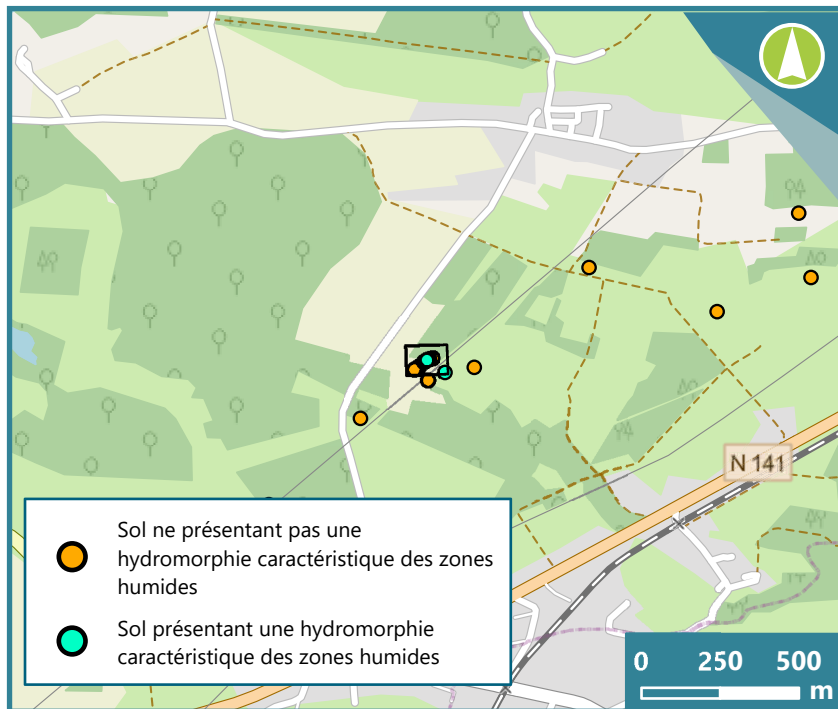 N 141
Sol ne présentant pas une
hydromorphie caractéristique des zones
humides
Sol présentant une hydromorphie
caractéristique des zones humides
0 250 500
m